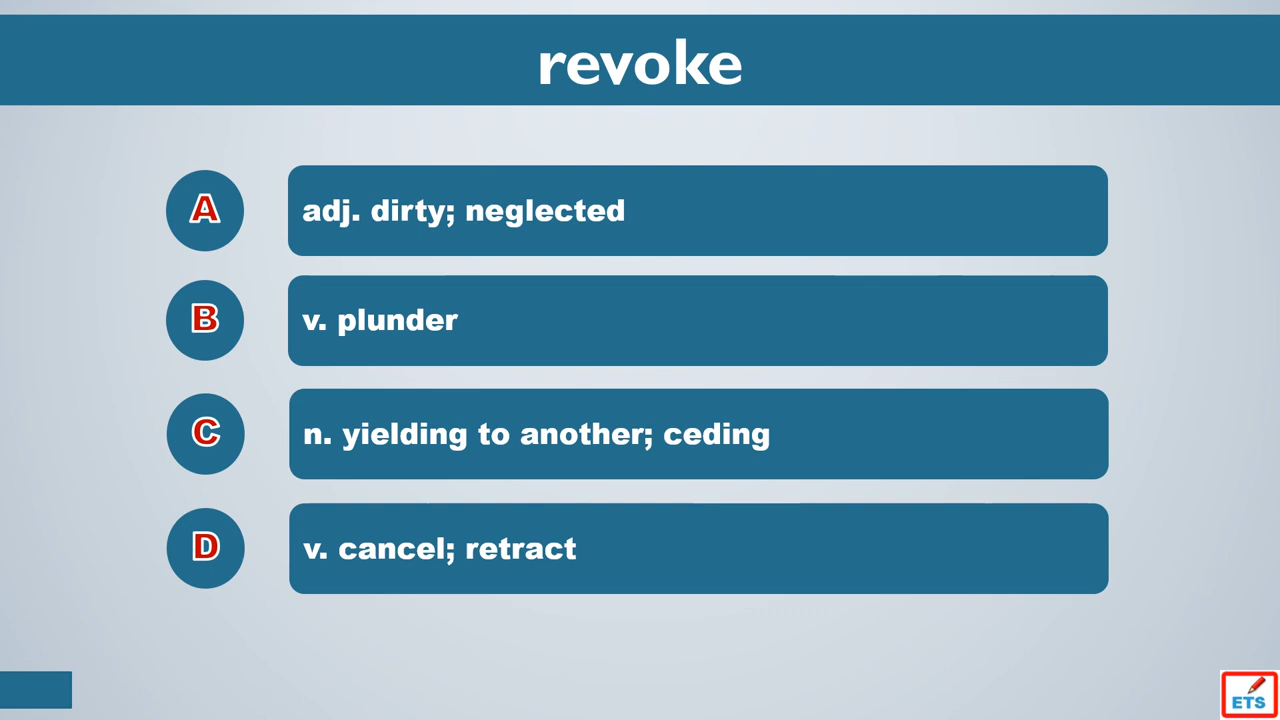 revoke
A
adj. dirty; neglected
B
v. plunder
C
n. yielding to another; ceding
D
v. cancel; retract
ETS